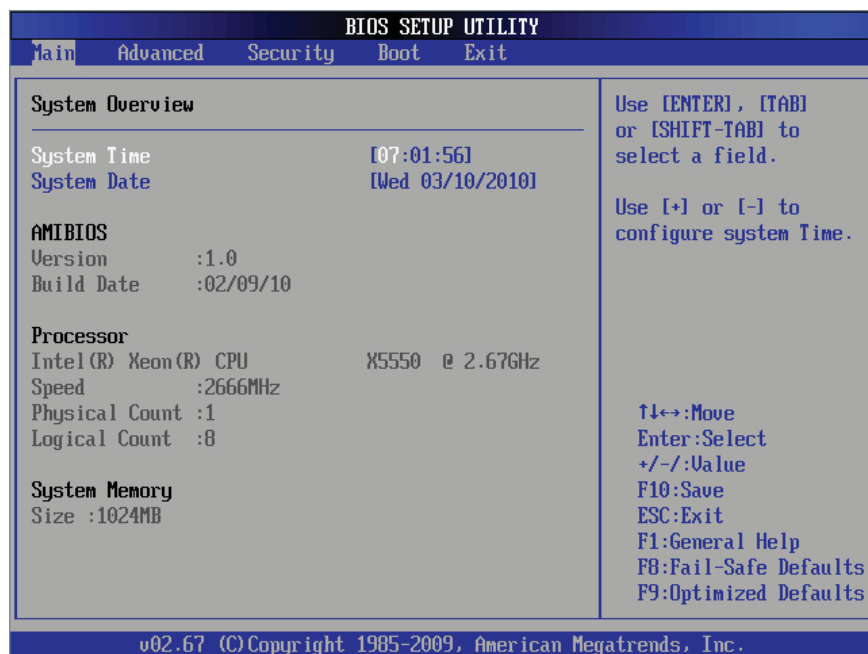 BIOS SETUP UTILITY
Main Advanced Security Boot Exit
System Overview
System Time [07:01:56]
System Date [Wed 03/10/2010]
AMIBIOS
Version :1.0
Build Date :02/09/10
Processor
Intel(R) Xeon(R) CPU X5550 @ 2.67GHz
Speed :2666MHz
Physical Count :1
Logical Count :8
System Memory
Size :1024MB
Use [ENTER], [TAB]
or [SHIFT-TAB] to
select a field.
Use [+] or [-] to
configure system Time.
↑↓←→:Move
Enter:Select
+/-/:Value
F10:Save
ESC:Exit
F1:General Help
F8:Fail-Safe Defaults
F9:Optimized Defaults
v02.67 (C)Copyright 1985-2009, American Megatrends, Inc.